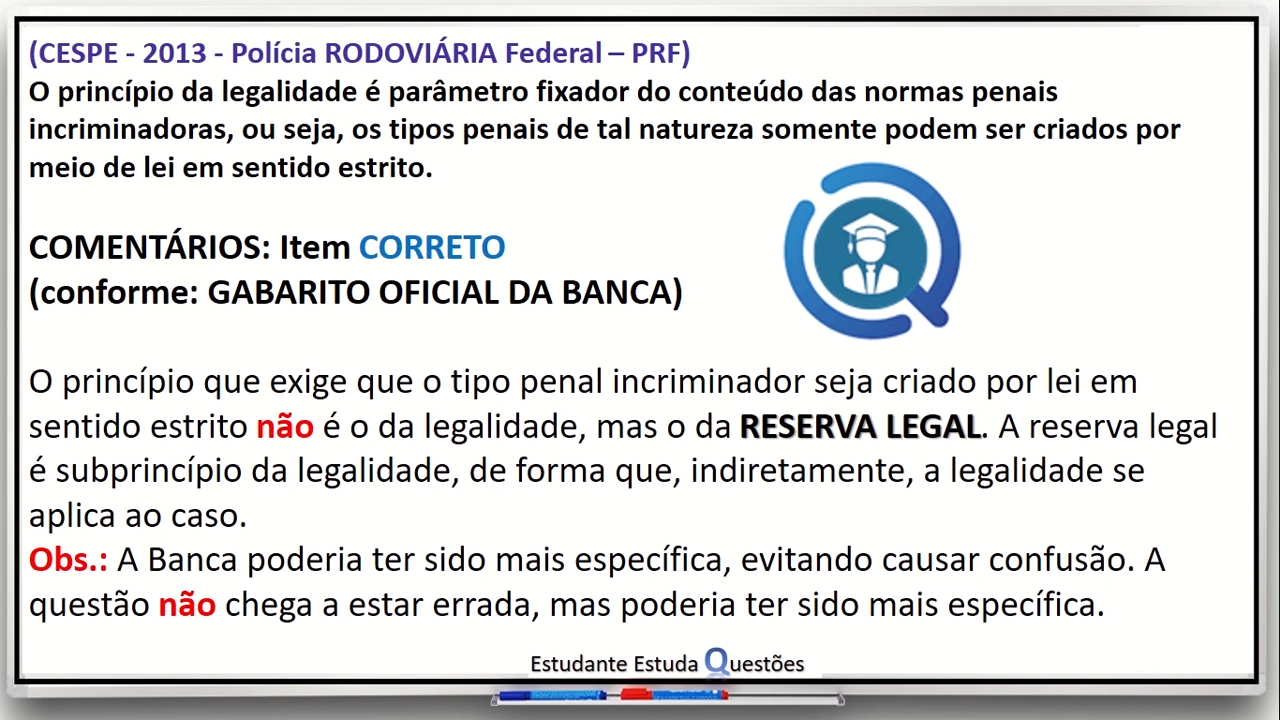 (CESPE - 2013 - Polícia RODOVIÁRIA Federal – PRF)
O princípio da legalidade é parâmetro fixador do conteúdo das normas penais
incriminadoras, ou seja, os tipos penais de tal natureza somente podem ser criados por
meio de lei em sentido estrito.
COMENTÁRIOS: Item CORRETO
(conforme: GABARITO OFICIAL DA BANCA)
O princípio que exige que o tipo penal incriminador seja criado por lei em
sentido estrito não é o da legalidade, mas o da RESERVA LEGAL. A reserva legal
é subprincípio da legalidade, de forma que, indiretamente, a legalidade se
aplica ao caso.
Obs.: A Banca poderia ter sido mais específica, evitando causar confusão. A
questão não chega a estar errada, mas poderia ter sido mais específica.
Estudante Estuda Questões